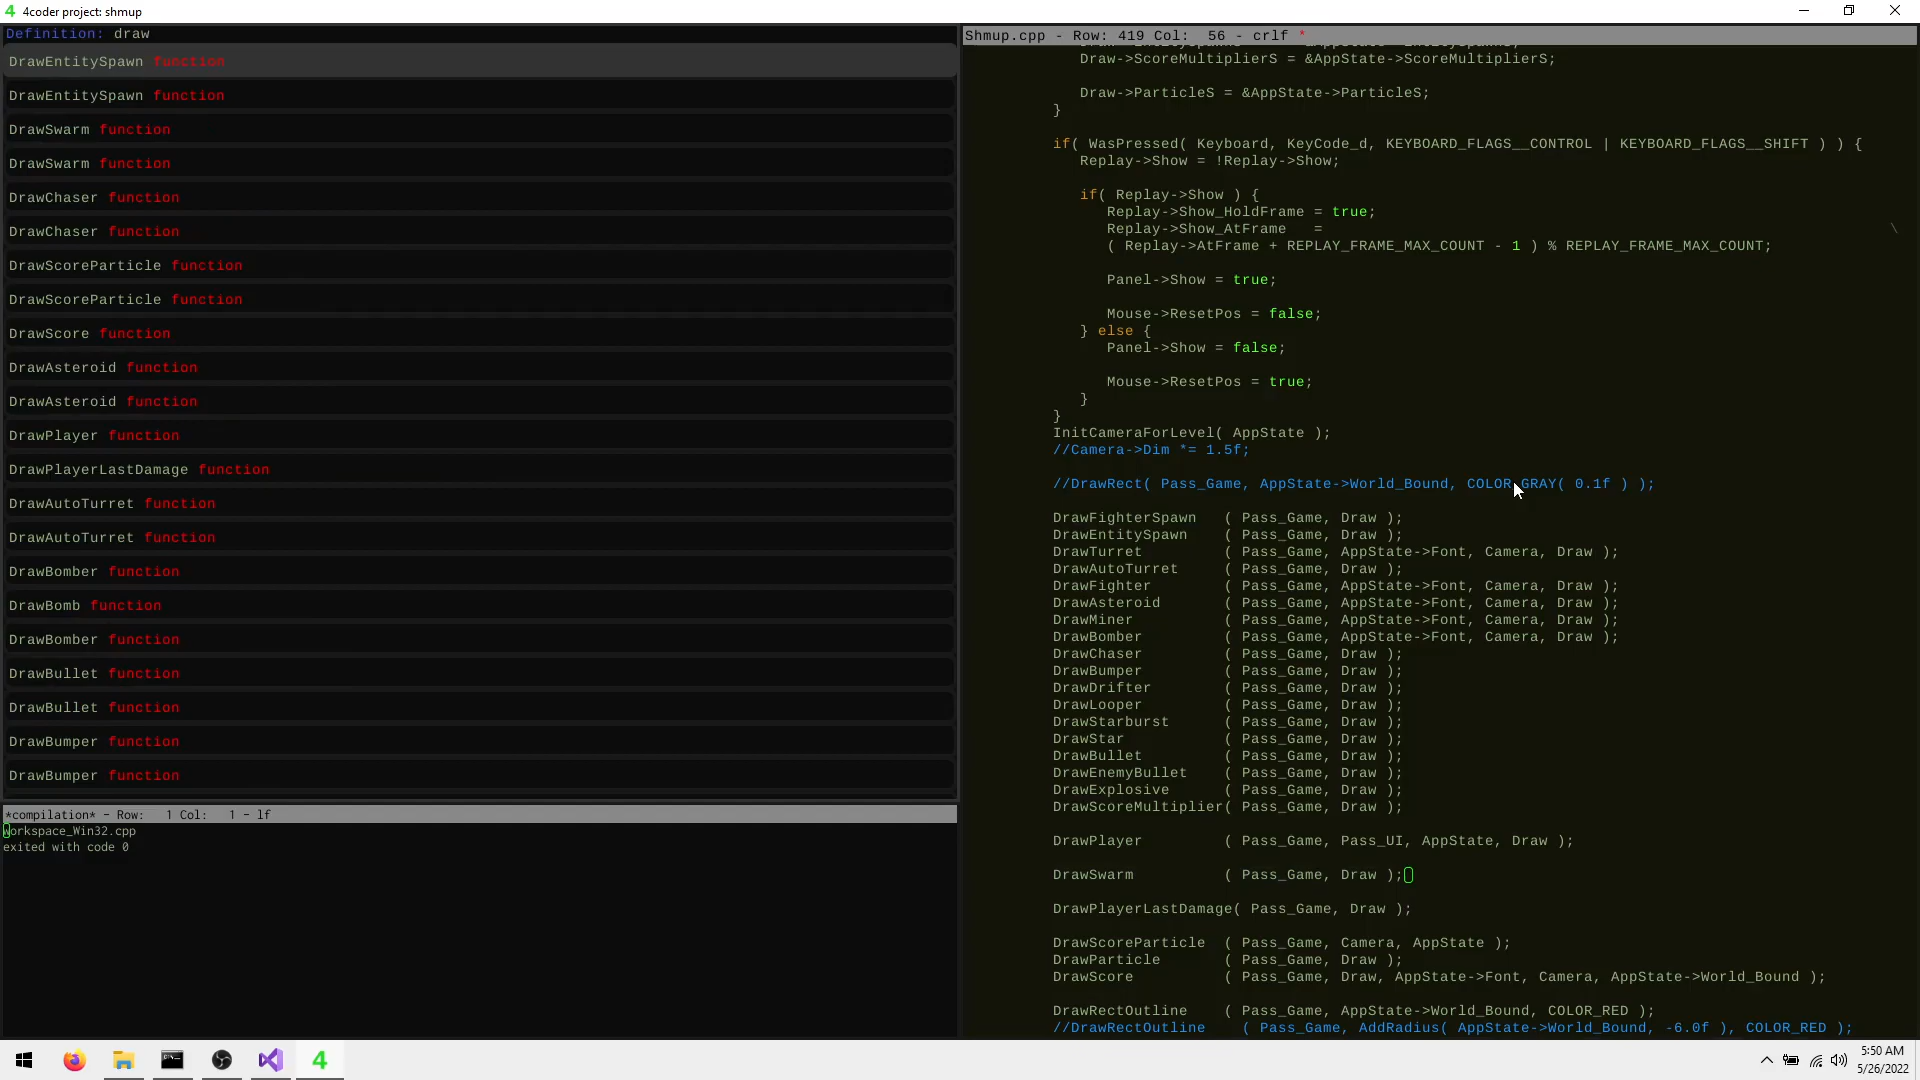 4 4coder project: shmup
Definition: draw
DrawEntitySpawn function
DrawEntitySpawn function
DrawSwarm function
DrawSwarm function
DrawChaser function
DrawChaser function
DrawScoreParticle function
DrawScoreParticle function
DrawScore function
DrawAsteroid function
DrawAsteroid function
DrawPlayer function
DrawPlayerLastDamage function
DrawAutoTurret function
DrawAutoTurret function
DrawBomber function
DrawBomb function
DrawBomber function
DrawBullet function
DrawBullet function
DrawBumper function
DrawBumper function
*compilation* - Row:   1 Col:   1 - lf
workspace_Win32.cpp
exited with code 0
Shmup.cpp - Row: 419 Col:  56 - crlf *
Draw->ScoreMultiplierS = &AppState->ScoreMultiplierS;
Draw->ParticleS = &AppState->ParticleS;
}
if( WasPressed( Keyboard, KeyCode_d, KEYBOARD_FLAGS__CONTROL | KEYBOARD_FLAGS__SHIFT ) ) {
Replay->Show = !Replay->Show;
if( Replay->Show ) {
Replay->Show_HoldFrame = true;
Replay->Show_AtFrame   = \
( Replay->AtFrame + REPLAY_FRAME_MAX_COUNT - 1 ) % REPLAY_FRAME_MAX_COUNT;
Panel->Show = true;
Mouse->ResetPos = false;
} else {
Panel->Show = false;
Mouse->ResetPos = true;
}
}
InitCameraForLevel( AppState );
//Camera->Dim *= 1.5f;
//DrawRect( Pass_Game, AppState->World_Bound, COLOR_GRAY( 0.1f ) );
DrawFighterSpawn   ( Pass_Game, Draw );
DrawEntitySpawn    ( Pass_Game, Draw );
DrawTurret         ( Pass_Game, AppState->Font, Camera, Draw );
DrawAutoTurret     ( Pass_Game, Draw );
DrawFighter        ( Pass_Game, AppState->Font, Camera, Draw );
DrawAsteroid       ( Pass_Game, AppState->Font, Camera, Draw );
DrawMiner          ( Pass_Game, AppState->Font, Camera, Draw );
DrawBomber         ( Pass_Game, AppState->Font, Camera, Draw );
DrawChaser         ( Pass_Game, Draw );
DrawBumper         ( Pass_Game, Draw );
DrawDrifter        ( Pass_Game, Draw );
DrawLooper         ( Pass_Game, Draw );
DrawStarburst      ( Pass_Game, Draw );
DrawStar           ( Pass_Game, Draw );
DrawBullet         ( Pass_Game, Draw );
DrawEnemyBullet    ( Pass_Game, Draw );
DrawExplosive      ( Pass_Game, Draw );
DrawScoreMultiplier( Pass_Game, Draw );
DrawPlayer         ( Pass_Game, Pass_UI, AppState, Draw );
DrawSwarm          ( Pass_Game, Draw );
DrawPlayerLastDamage( Pass_Game, Draw );
DrawScoreParticle  ( Pass_Game, Camera, AppState );
DrawParticle       ( Pass_Game, Draw );
DrawScore          ( Pass_Game, Draw, AppState->Font, Camera, AppState->World_Bound );
DrawRectOutline    ( Pass_Game, AppState->World_Bound, COLOR_RED );
//DrawRectOutline    ( Pass_Game, AddRadius( AppState->World_Bound, -6.0f ), COLOR_RED );
4
5:50 AM
5/26/2022